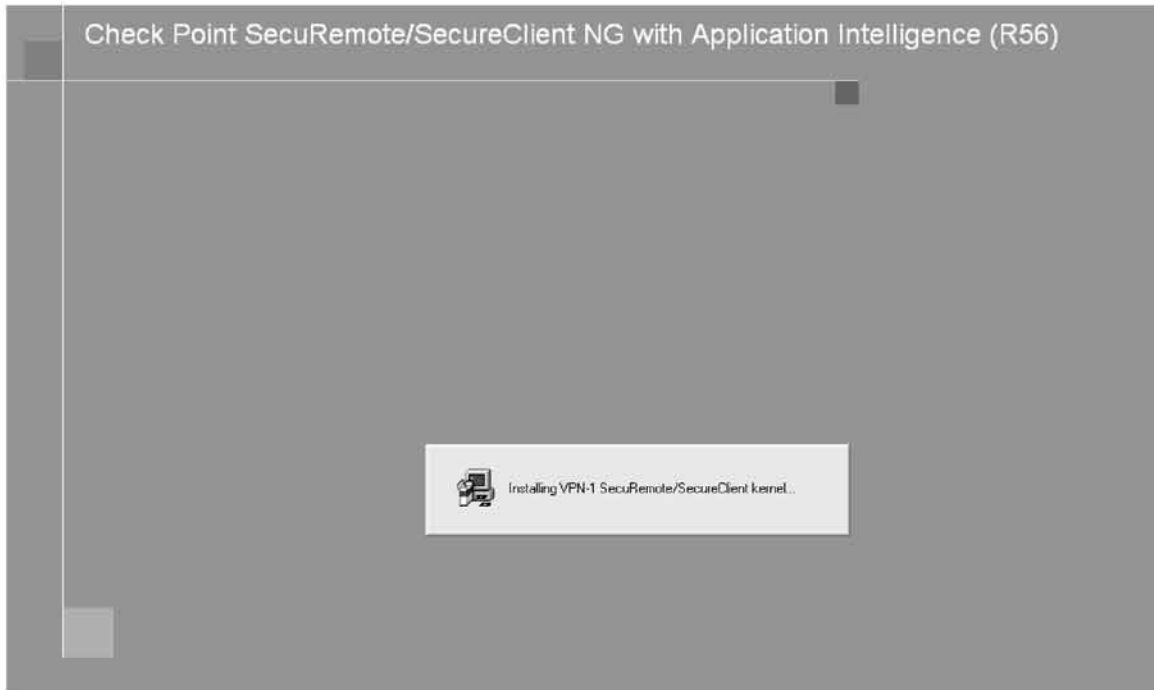 Check Point SecuRemote/SecureClient NG with Application Intelligence (R56)
Installing VPN-1 SecuRemote/SecureClient kernel...